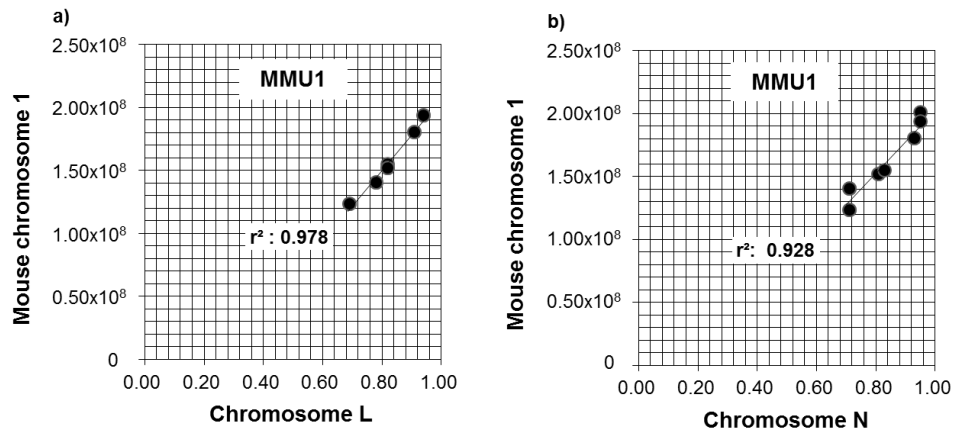 a)
2.50x10⁸
2.00x10⁸
1.50x10⁸
1.00x10⁸
0.50x10⁸
0
Mouse chromosome 1
MMU1
r² : 0.978
0.00 0.20 0.40 0.60 0.80 1.00
Chromosome L
b)
2.50x10⁸
2.00x10⁸
1.50x10⁸
1.00x10⁸
0.50x10⁸
0
Mouse chromosome 1
MMU1
r²: 0.928
0.00 0.20 0.40 0.60 0.80 1.00
Chromosome N